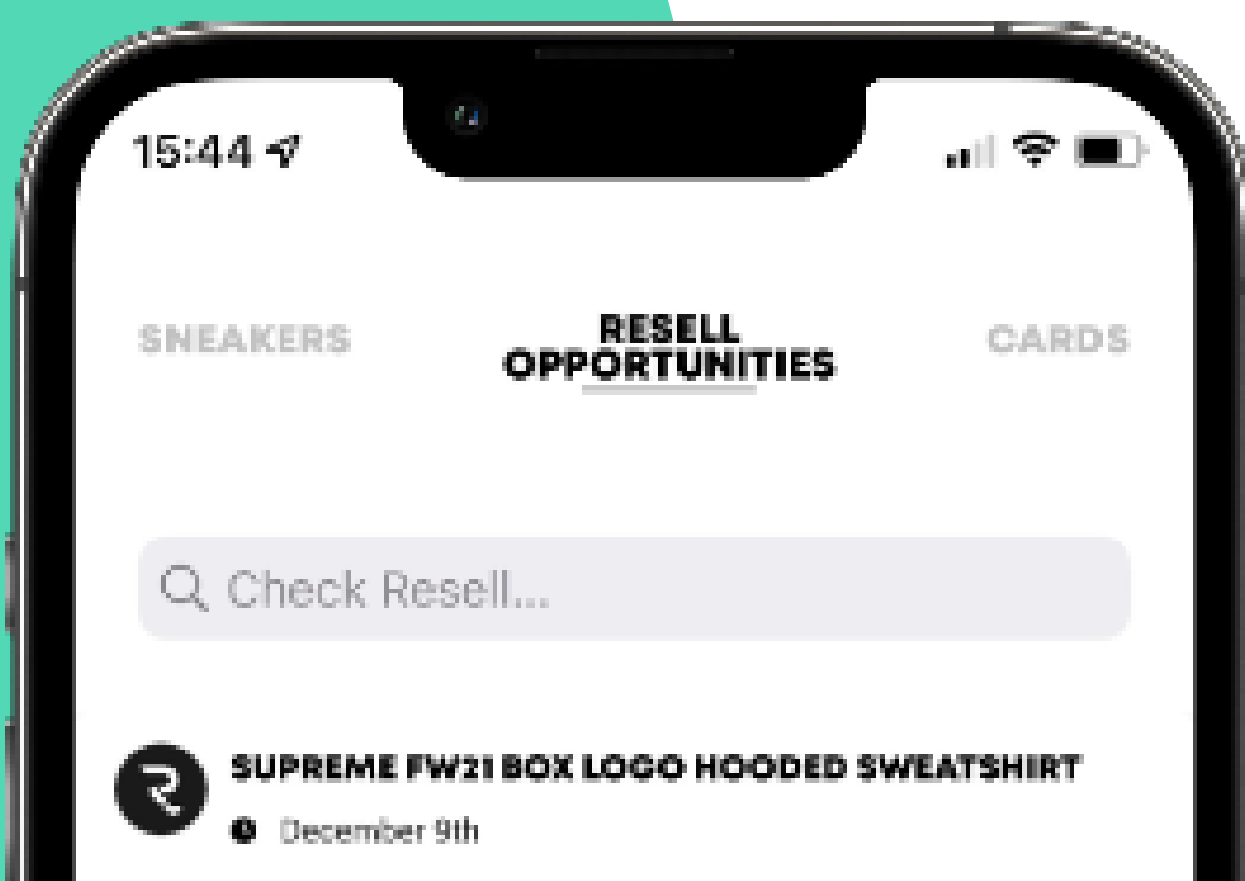 15:44
SNEAKERS
RESELL
OPPORTUNITIES
CARDS
Check Resell...
SUPREME FW21 BOX LOGO HOODED SWEATSHIRT
December 9th